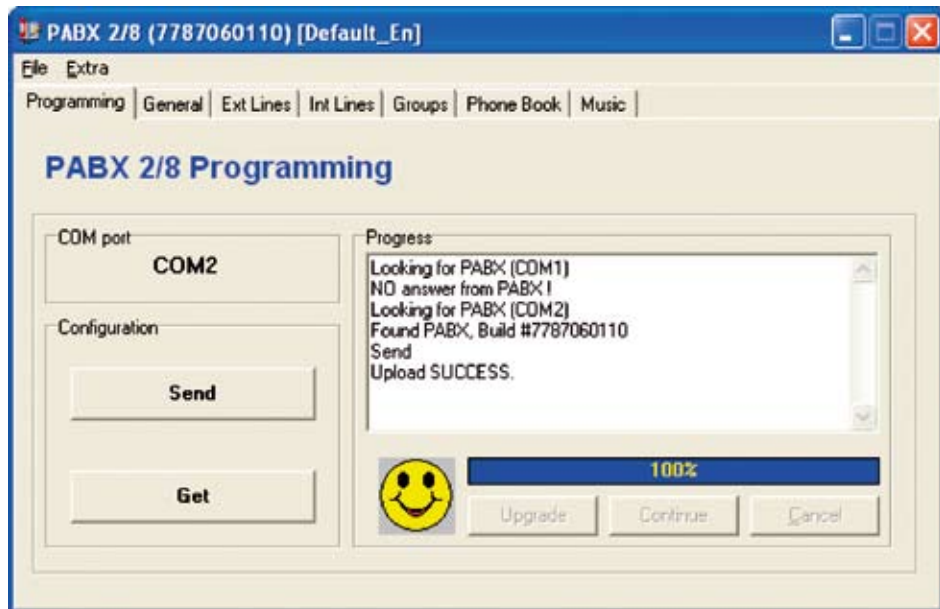 PABX 2/8 (7787060110) [Default_En]
File Extra
Programming General Ext Lines Int Lines Groups Phone Book Music
PABX 2/8 Programming
COM port
COM2
Configuration
Send
Get
Progress
Looking for PABX (COM1)
NO answer from PABX !
Looking for PABX (COM2)
Found PABX, Build #7787060110
Send
Upload SUCCESS.
100%
Upgrade Continue Cancel